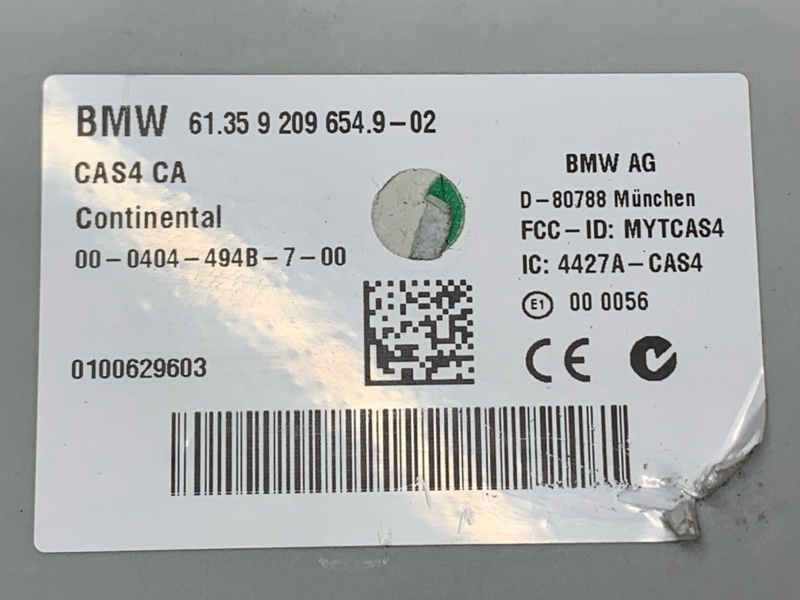 BMW 61.35 9 209 654.9-02
CAS4 CA
Continental
00-0404-494B-7-00
0100629603
BMW AG
D-80788 München
FCC-ID: MYTCAS4
IC: 4427A-CAS4
E1 00 0056
CE